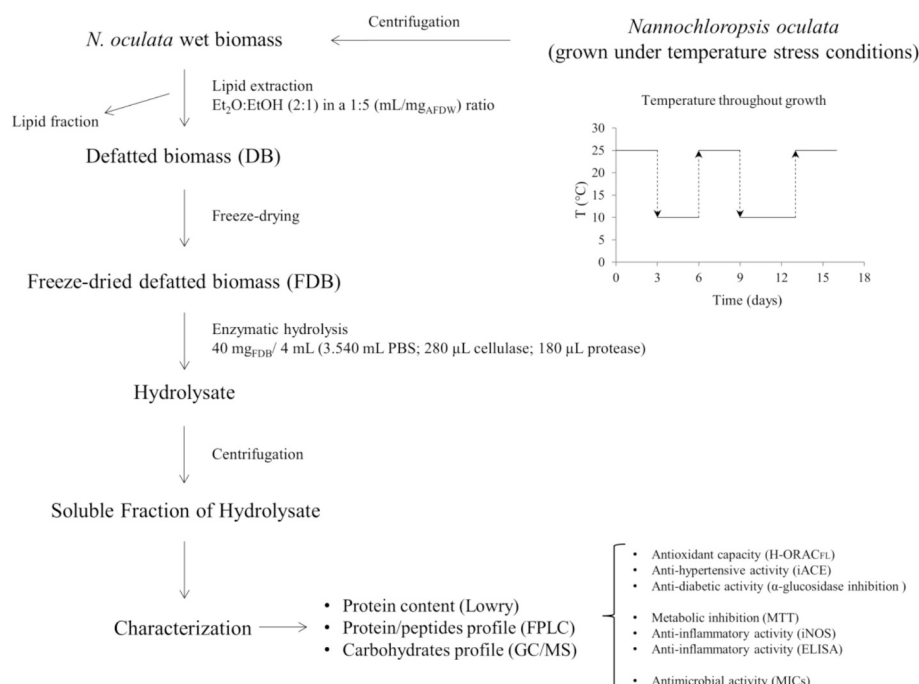 Centrifugation
Nannochloropsis oculata
(grown under temperature stress conditions)
N. oculata wet biomass
Lipid extraction
Et₂O:EtOH (2:1) in a 1:5 (mL/mg_AFDW) ratio
Lipid fraction
Defatted biomass (DB)
Freeze-drying
Freeze-dried defatted biomass (FDB)
Enzymatic hydrolysis
40 mg_FDB/ 4 mL (3.540 mL PBS; 280 µL cellulase; 180 µL protease)
Hydrolysate
Centrifugation
Soluble Fraction of Hydrolysate
Characterization
• Protein content (Lowry)
• Protein/peptides profile (FPLC)
• Carbohydrates profile (GC/MS)
• Antioxidant capacity (H-ORACFL)
• Anti-hypertensive activity (iACE)
• Anti-diabetic activity (α-glucosidase inhibition )
• Metabolic inhibition (MTT)
• Anti-inflammatory activity (iNOS)
• Anti-inflammatory activity (ELISA)
• Antimicrobial activity (MICs)
Temperature throughout growth
T (°C)
30
25
20
15
10
5
0
0 3 6 9 12 15 18
Time (days)